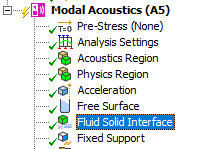 Modal Acoustics (A5)
Pre-Stress (None)
Analysis Settings
Acoustics Region
Physics Region
Acceleration
Free Surface
Fluid Solid Interface
Fixed Support